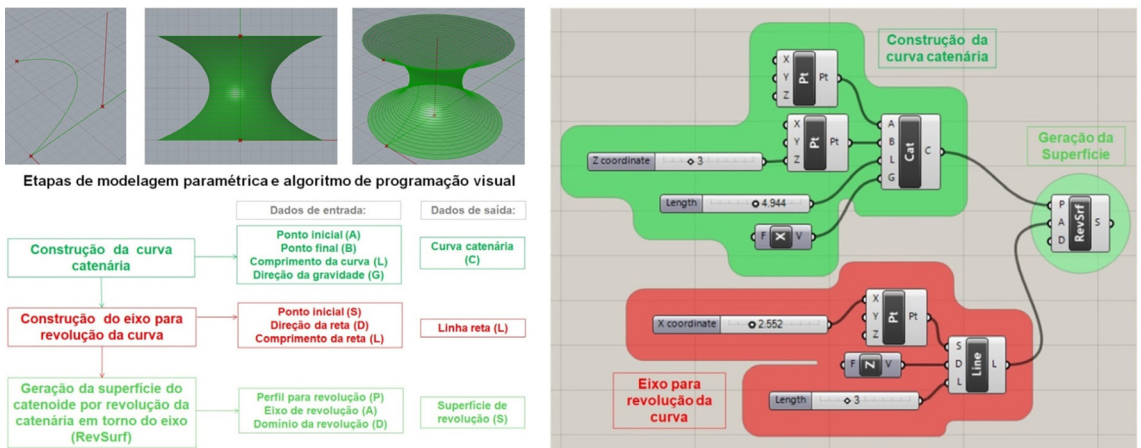 Etapas de modelagem paramétrica e algoritmo de programação visual
Dados de entrada:
Dados de saída:
Construção da curva
catenária
Ponto inicial (A)
Ponto final (B)
Comprimento da curva (L)
Direção da gravidade (G)
Curva catenária
(C)
Construção do eixo para
revolução da curva
Ponto inicial (S)
Direção da reta (D)
Comprimento da reta (L)
Linha reta (L)
Geração da superfície do
catenoide por revolução da
catenária em torno do eixo
(RevSurf)
Perfil para revolução (P)
Eixo de revolução (A)
Domínio da revolução (D)
Superfície de
revolução (S)
Construção da
curva catenária
X
Y
Z
Pt
Pt
X
Y
Z
Pt
Pt
Z coordinate
3
A
B
L
G
Cat
C
Length
4.944
F
X
V
Geração da
Superfície
P
A
D
RevSrf
S
X coordinate
2.552
X
Y
Z
Pt
Pt
F
Z
V
S
D
L
Line
L
Length
3
Eixo para
revolução da
curva